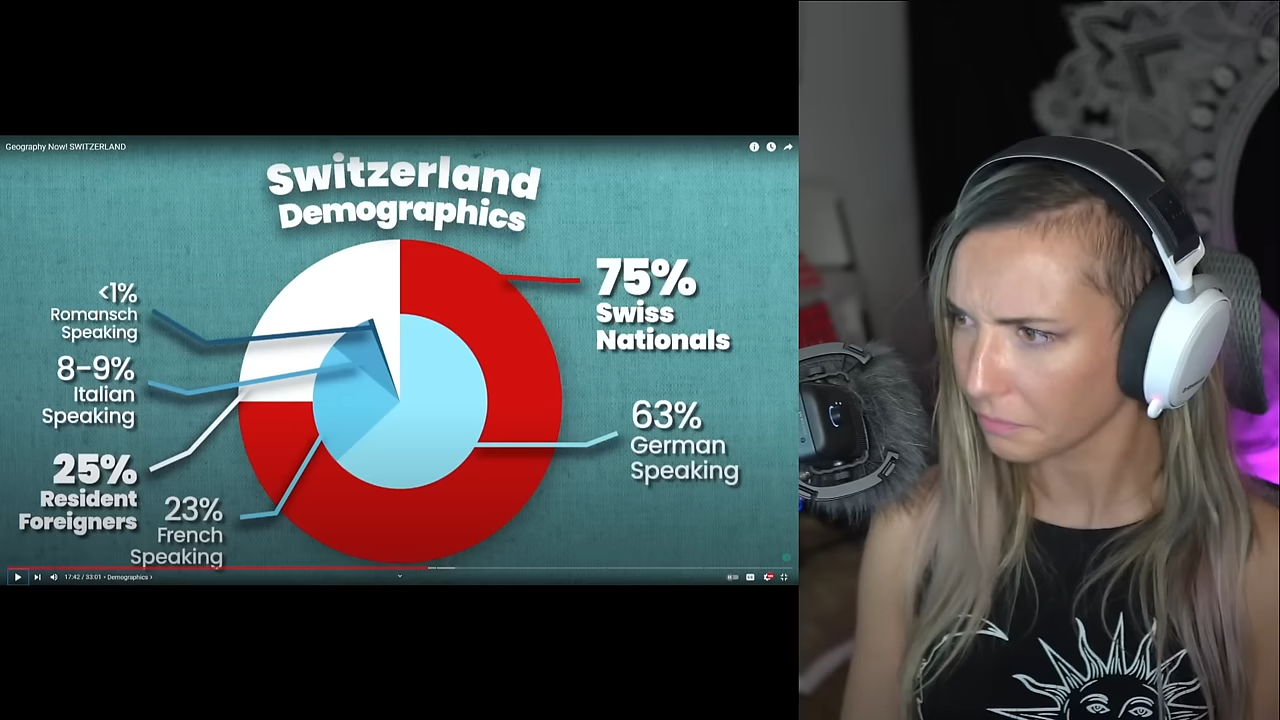 Geography Now! SWITZERLAND
Switzerland
Demographics
75%
Swiss
Nationals
63%
German
Speaking
<1%
Romansch
Speaking
8-9%
Italian
Speaking
25%
Resident
Foreigners
23%
French
Speaking
17:42 / 33:01 • Demographics ›